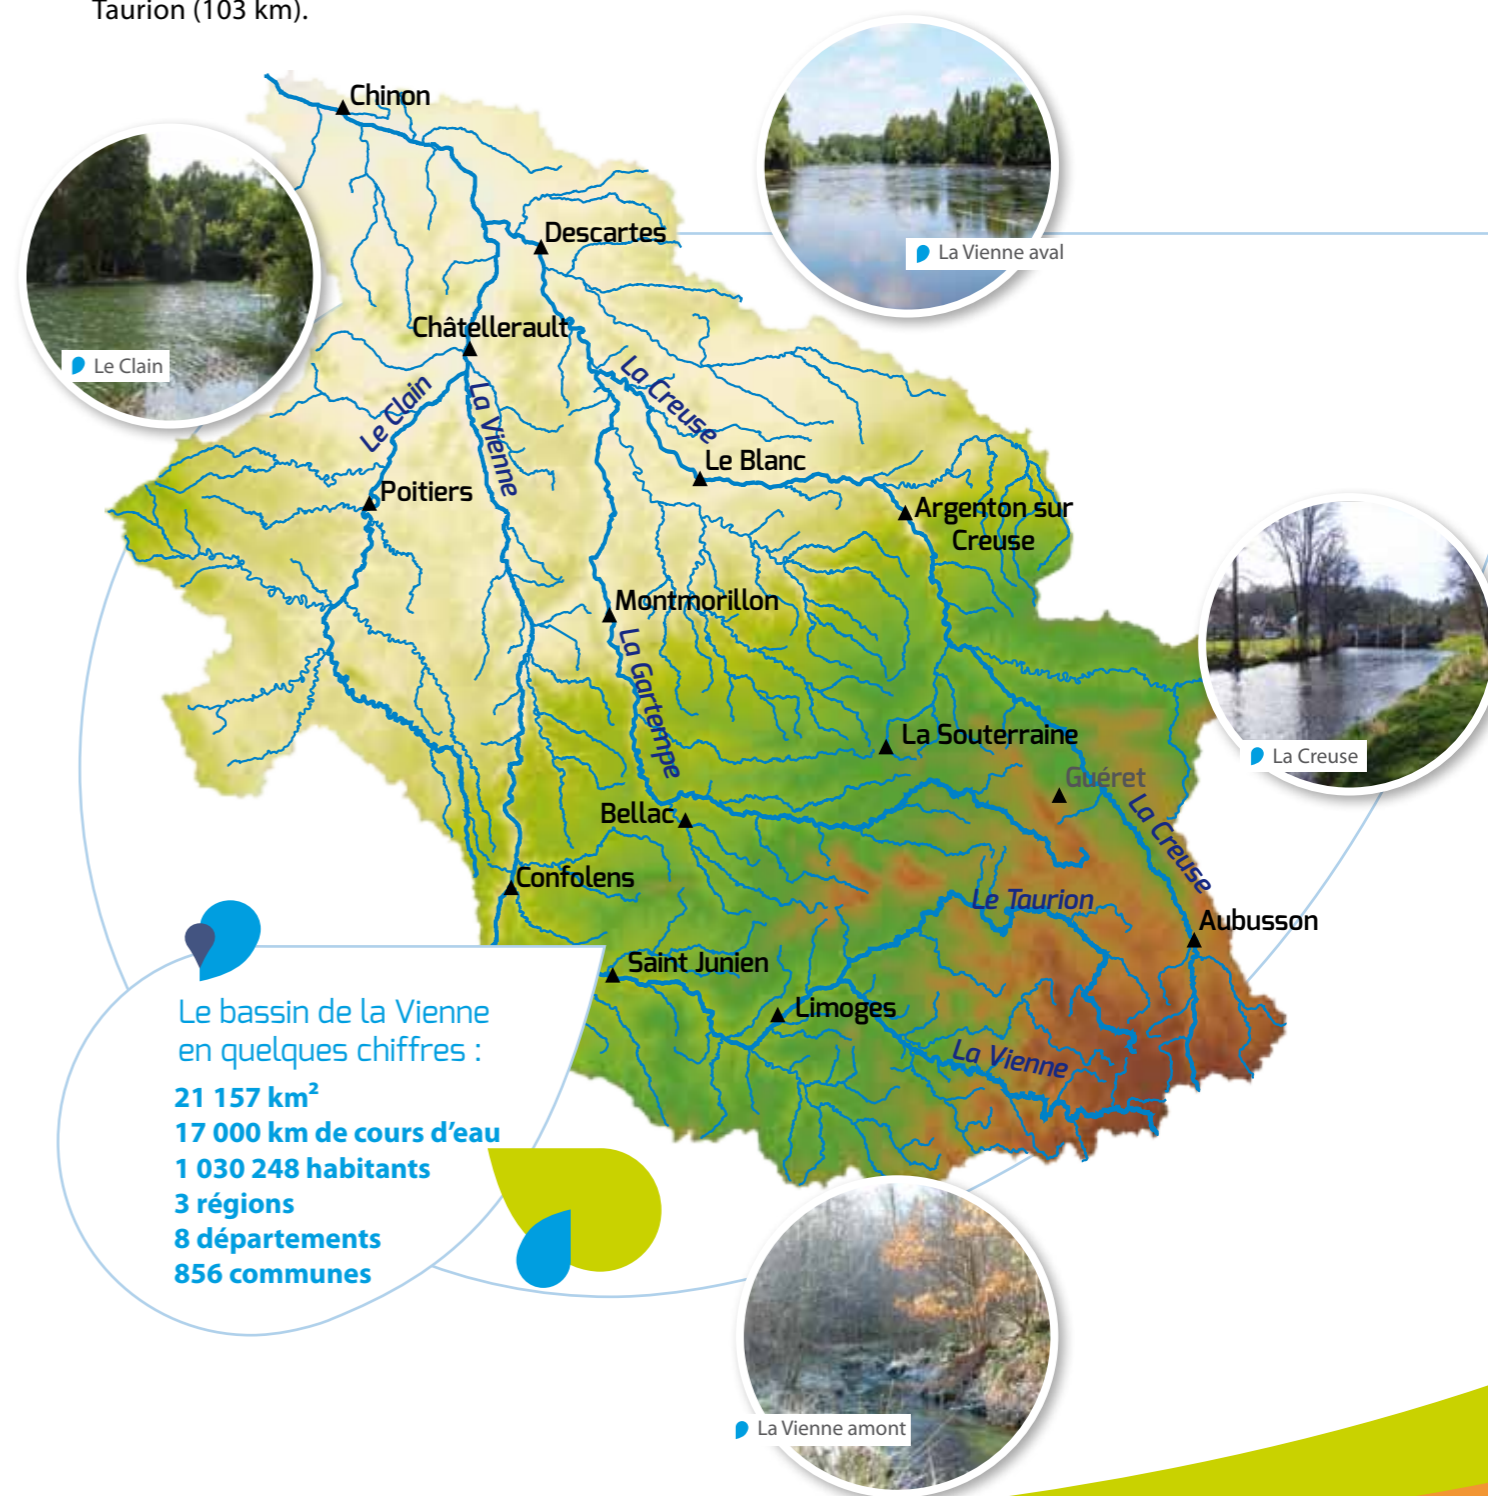 Taurion (103 km).
Chinon
La Vienne aval
Descartes
Le Clain
Châtellerault
La Creuse
Le Clain
La Vienne
Le Blanc
Poitiers
Argenton sur
Creuse
Montmorillon
La Gartempe
La Souterraine
La Creuse
Guéret
La Creuse
Bellac
Confolens
Le Taurion
Aubusson
Saint Junien
Limoges
La Vienne
Le bassin de la Vienne
en quelques chiffres :
21 157 km²
17 000 km de cours d’eau
1 030 248 habitants
3 régions
8 départements
856 communes
La Vienne amont